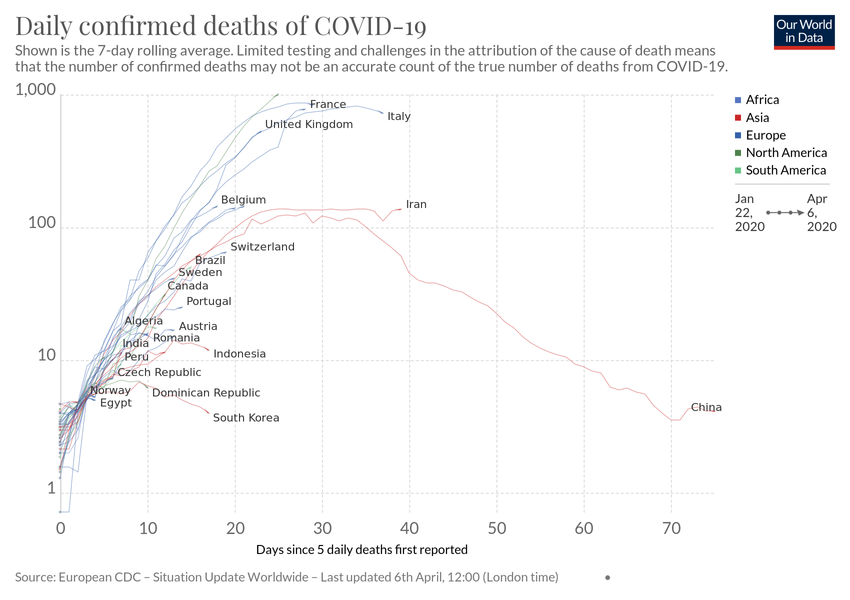 Daily confirmed deaths of COVID-19
Shown is the 7-day rolling average. Limited testing and challenges in the attribution of the cause of death means
that the number of confirmed deaths may not be an accurate count of the true number of deaths from COVID-19.
Our World
in Data
1,000
100
10
1
France
Italy
United Kingdom
Belgium
Iran
Switzerland
Brazil
Sweden
Canada
Portugal
Algeria
Austria
Romania
India
Indonesia
Peru
Czech Republic
Norway
Dominican Republic
Egypt
South Korea
China
0
10
20
30
40
50
60
70
Days since 5 daily deaths first reported
Africa
Asia
Europe
North America
South America
Jan
22,
2020
Apr
6,
2020
Source: European CDC – Situation Update Worldwide – Last updated 6th April, 12:00 (London time)